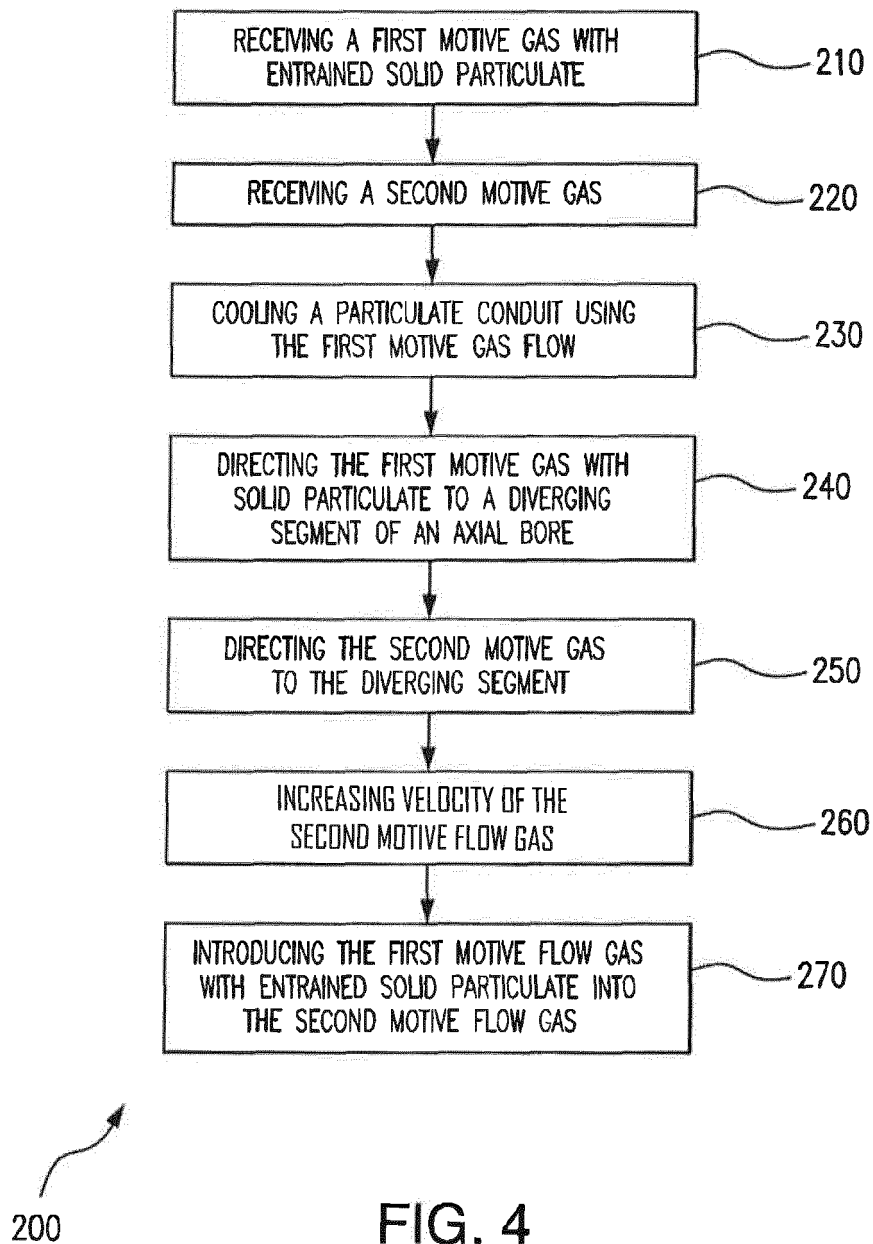 RECEIVING A FIRST MOTIVE GAS WITH
ENTRAINED SOLID PARTICULATE
210
RECEIVING A SECOND MOTIVE GAS
220
COOLING A PARTICULATE CONDUIT USING
THE FIRST MOTIVE GAS FLOW
230
DIRECTING THE FIRST MOTIVE GAS WITH
SOLID PARTICULATE TO A DIVERGING
SEGMENT OF AN AXIAL BORE
240
DIRECTING THE SECOND MOTIVE GAS
TO THE DIVERGING SEGMENT
250
INCREASING VELOCITY OF THE
SECOND MOTIVE FLOW GAS
260
INTRODUCING THE FIRST MOTIVE FLOW GAS
WITH ENTRAINED SOLID PARTICULATE INTO
THE SECOND MOTIVE FLOW GAS
270
200
FIG. 4